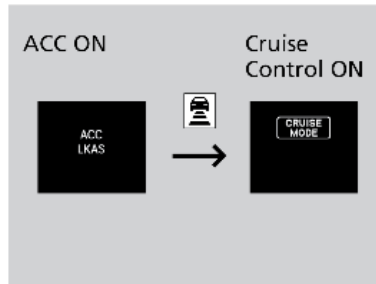 ACC ON
ACC
LKAS
Cruise
Control ON
CRUISE
MODE